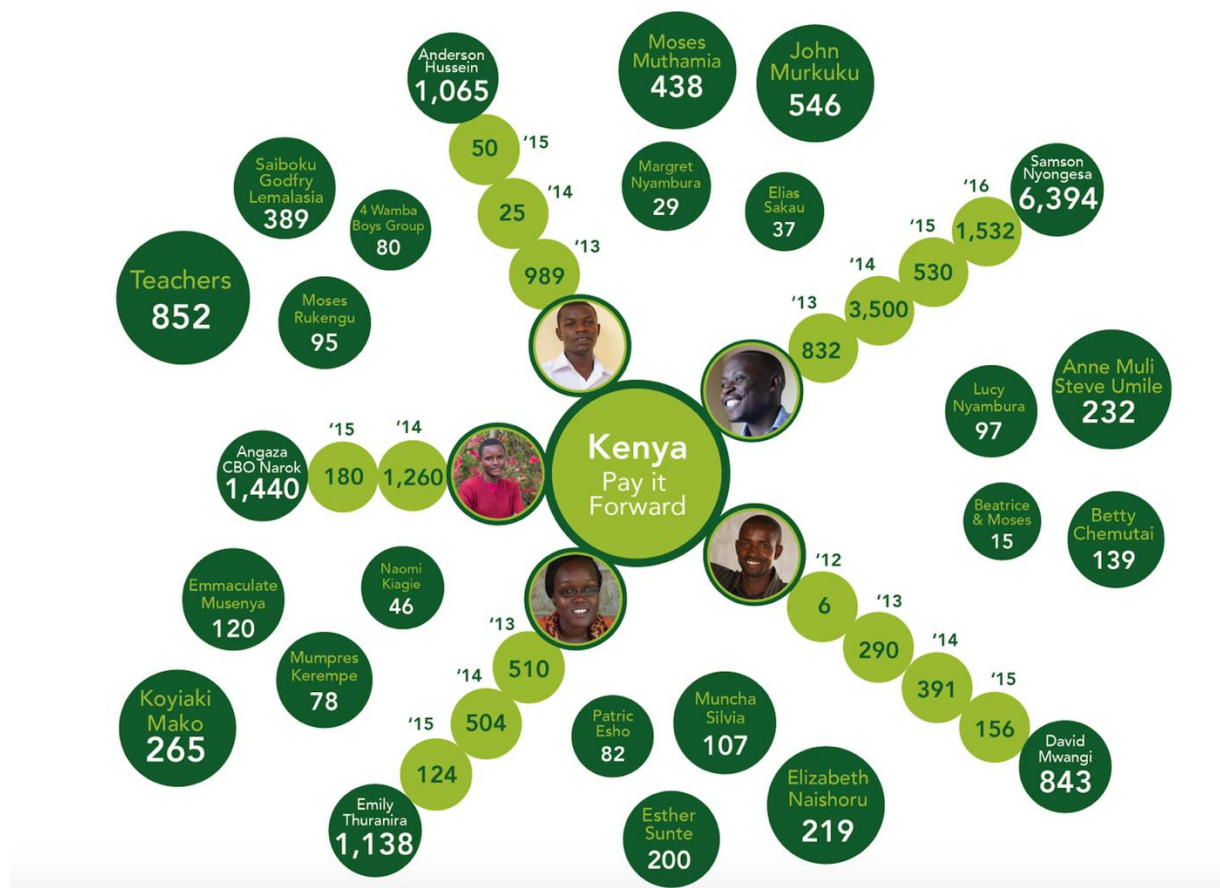 Anderson
Hussein
1,065
50
'15
25
'14
989
'13
Moses
Muthamia
438
John
Murkuku
546
Margret
Nyambura
29
Elias
Sakau
37
Samson
Nyongesa
6,394
'16
1,532
'15
530
'14
3,500
'13
832
Saiboku
Godfry
Lemalasia
389
4 Wamba
Boys Group
80
Teachers
852
Moses
Rukengu
95
Lucy
Nyambura
97
Anne Muli
Steve Umile
232
Beatrice
& Moses
15
Betty
Chemutai
139
Kenya
Pay it
Forward
Angaza
CBO Narok
1,440
'15
180
'14
1,260
Emmaculate
Musenya
120
Naomi
Kiagie
46
Mumpres
Kerempe
78
Koyiaki
Mako
265
'13
510
'14
504
'15
124
Emily
Thuranira
1,138
'12
6
'13
290
'14
391
'15
156
David
Mwangi
843
Patric
Esho
82
Muncha
Silvia
107
Elizabeth
Naishoru
219
Esther
Sunte
200